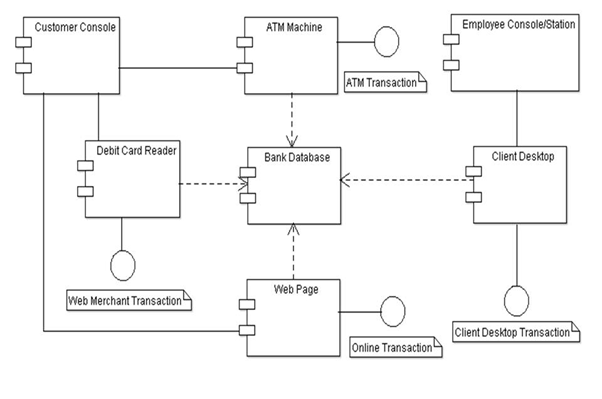 Customer Console
ATM Machine
Employee Console/Station
ATM Transaction
Debit Card Reader
Bank Database
Client Desktop
Web Merchant Transaction
Web Page
Online Transaction
Client Desktop Transaction